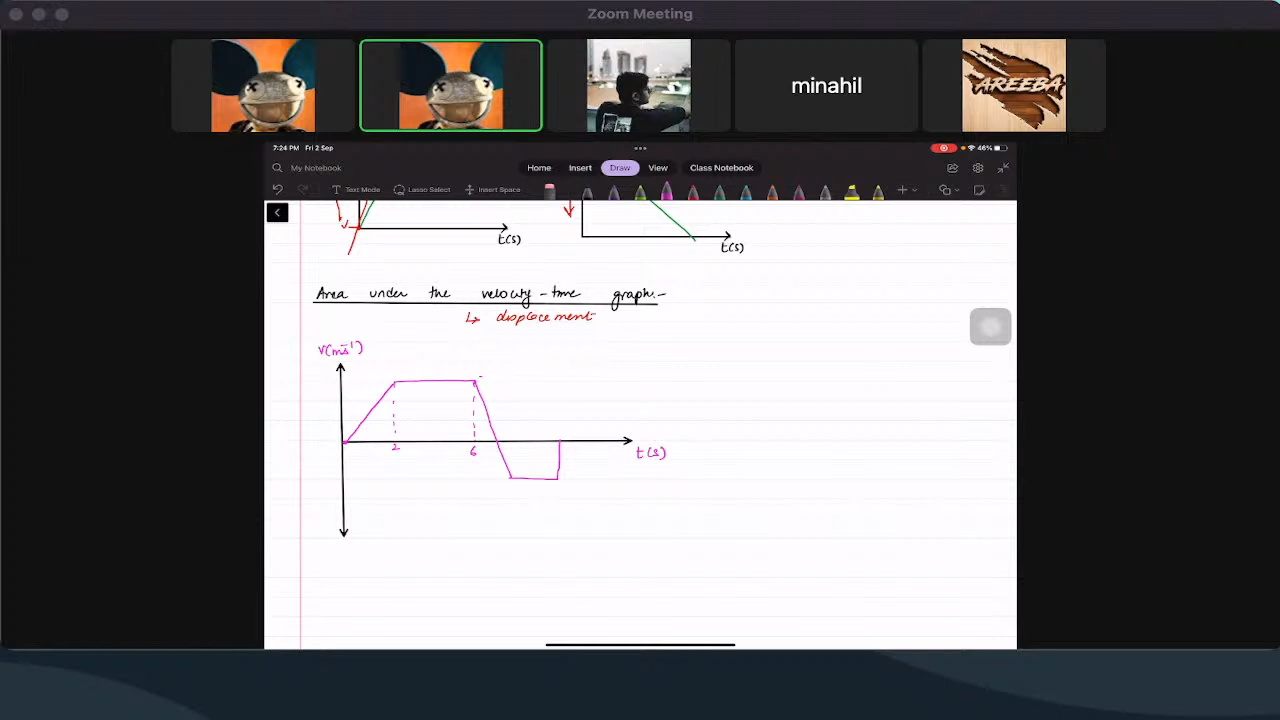 Zoom Meeting
minahil
AREEBA
7:24 PM Fri 2 Sep
46%
My Notebook
Home Insert Draw View Class Notebook
Text Mode Lasso Select Insert Space
V
t(s)
t(s)
Area under the velocity-time graph:-
↳ displacement
V(ms⁻¹)
2
6
t(s)